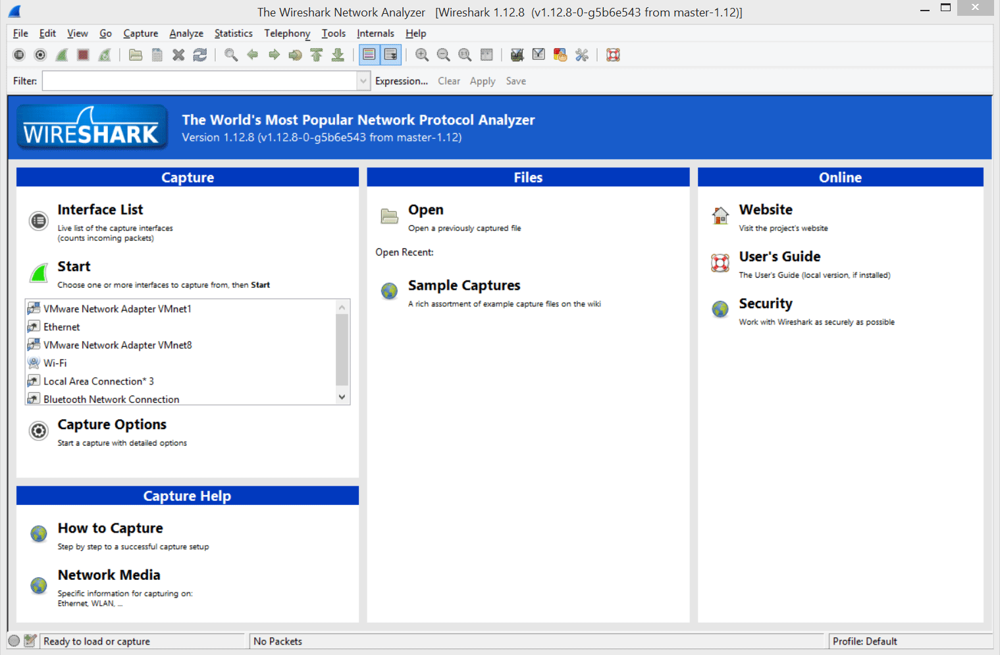 The Wireshark Network Analyzer [Wireshark 1.12.8 (v1.12.8-0-g5b6e543 from master-1.12)]
File Edit View Go Capture Analyze Statistics Telephony Tools Internals Help
Filter: Expression... Clear Apply Save
WIRESHARK
The World's Most Popular Network Protocol Analyzer
Version 1.12.8 (v1.12.8-0-g5b6e543 from master-1.12)
Capture
Interface List
Live list of the capture interfaces
(counts incoming packets)
Start
Choose one or more interfaces to capture from, then Start
VMware Network Adapter VMnet1
Ethernet
VMware Network Adapter VMnet8
Wi-Fi
Local Area Connection* 3
Bluetooth Network Connection
Capture Options
Start a capture with detailed options
Capture Help
How to Capture
Step by step to a successful capture setup
Network Media
Specific information for capturing on:
Ethernet, WLAN, ...
Files
Open
Open a previously captured file
Open Recent:
Sample Captures
A rich assortment of example capture files on the wiki
Online
Website
Visit the project's website
User's Guide
The User's Guide (local version, if installed)
Security
Work with Wireshark as securely as possible
Ready to load or capture
No Packets
Profile: Default